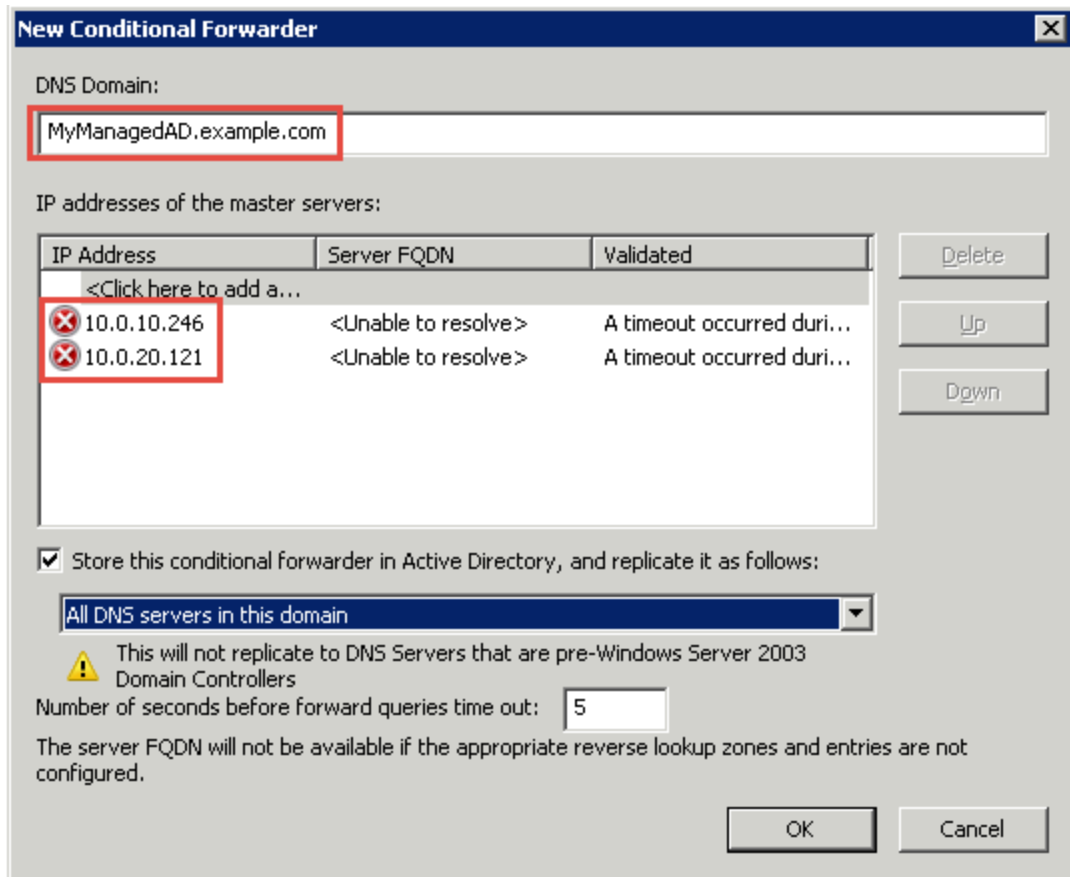 New Conditional Forwarder
DNS Domain:
MyManagedAD.example.com
IP addresses of the master servers:
IP Address Server FQDN Validated Delete
<Click here to add a...
10.0.10.246 <Unable to resolve> A timeout occurred duri... Up
10.0.20.121 <Unable to resolve> A timeout occurred duri...
Down
Store this conditional forwarder in Active Directory, and replicate it as follows:
All DNS servers in this domain
This will not replicate to DNS Servers that are pre-Windows Server 2003
Domain Controllers
Number of seconds before forward queries time out: 5
The server FQDN will not be available if the appropriate reverse lookup zones and entries are not
configured.
OK Cancel